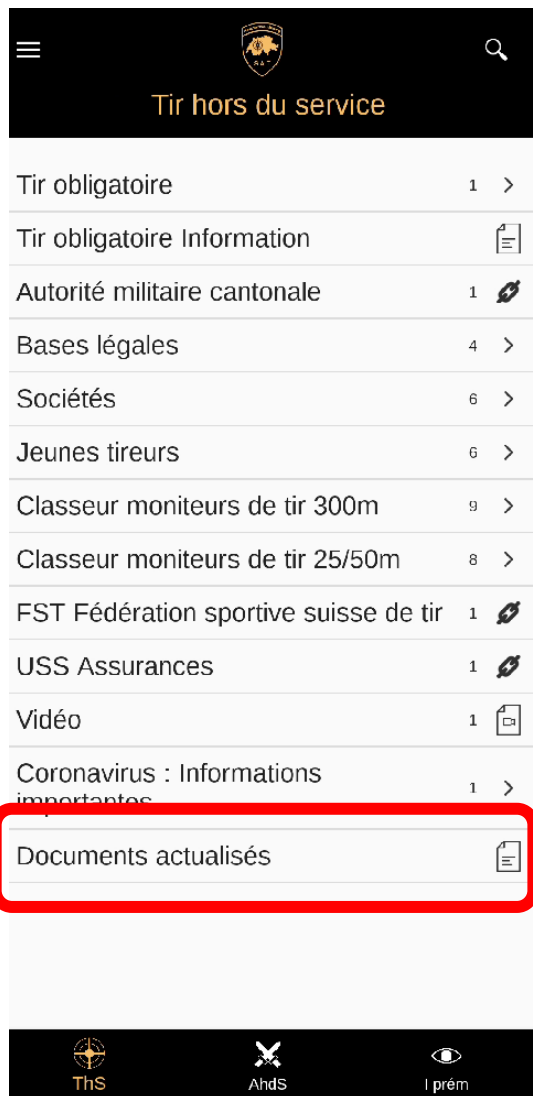 SAT
Tir hors du service
Tir obligatoire 1
Tir obligatoire Information
Autorité militaire cantonale 1
Bases légales 4
Sociétés 6
Jeunes tireurs 6
Classeur moniteurs de tir 300m 9
Classeur moniteurs de tir 25/50m 8
FST Fédération sportive suisse de tir 1
USS Assurances 1
Vidéo 1
Coronavirus : Informations 1
importantes
Documents actualisés
ThS AhdS I prém